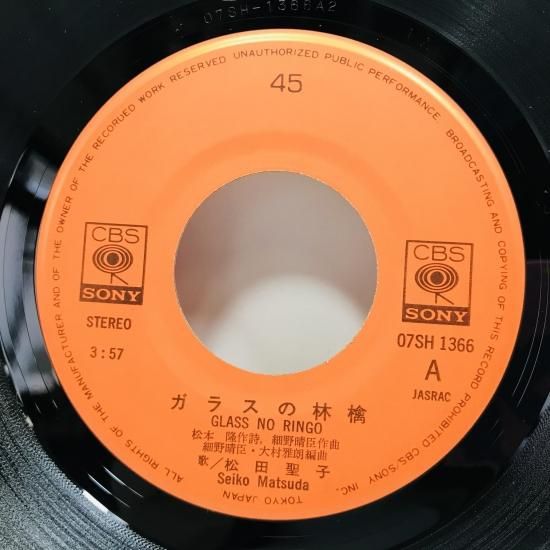 07SH-1366A2
ALL RIGHTS OF THE MANUFACTURER AND OF THE OWNER OF THE RECORDED WORK RESERVED UNAUTHORIZED PUBLIC PERFORMANCE, BROADCASTING AND COPYING OF THIS RECORD PROHIBITED CBS/SONY INC.
TOKYO JAPAN
45
CBS
SONY
CBS
SONY
STEREO
3:57
07SH 1366
A
JASRAC
ガラスの林檎
GLASS NO RINGO
松本 隆作詩, 細野晴臣作曲
細野晴臣・大村雅朗編曲
歌/松田聖子
Seiko Matsuda